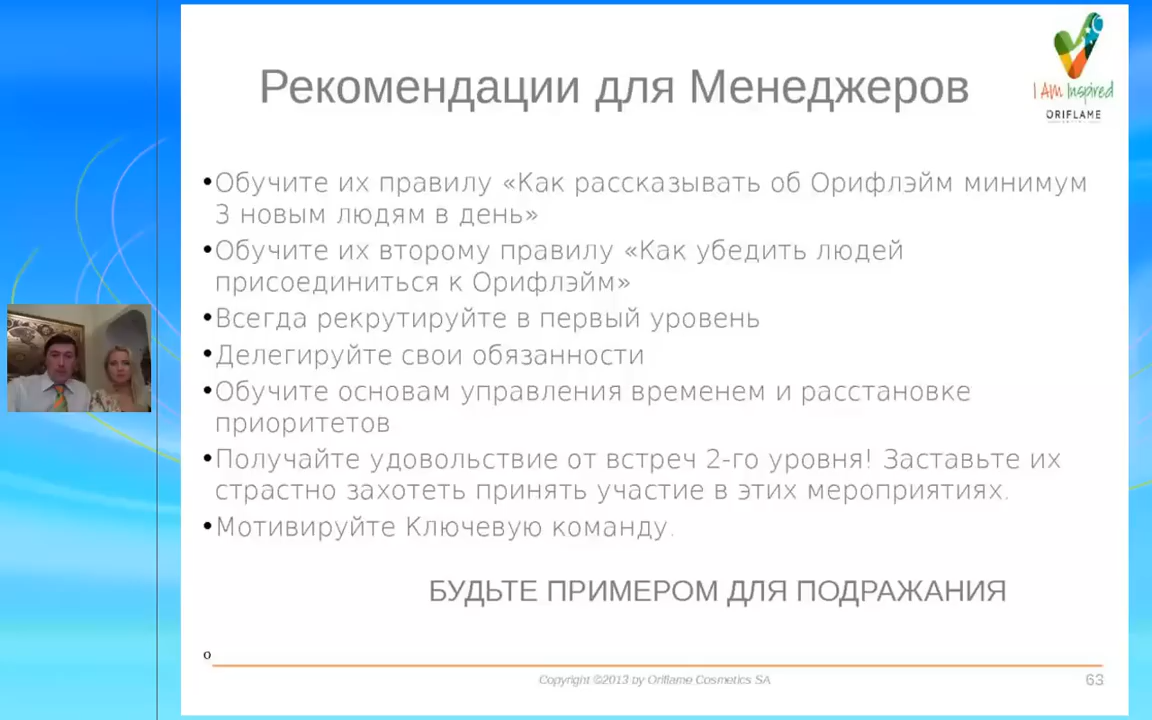 Рекомендации для Менеджеров
I AM Inspired
ORIFLAME
•Обучите их правилу «Как рассказывать об Орифлэйм минимум
3 новым людям в день»
•Обучите их второму правилу «Как убедить людей
присоединиться к Орифлэйм»
•Всегда рекрутируйте в первый уровень
•Делегируйте свои обязанности
•Обучите основам управления временем и расстановке
приоритетов
•Получайте удовольствие от встреч 2-го уровня! Заставьте их
страстно захотеть принять участие в этих мероприятиях.
•Мотивируйте Ключевую команду.
БУДЬТЕ ПРИМЕРОМ ДЛЯ ПОДРАЖАНИЯ
o
Copyright ©2013 by Oriflame Cosmetics SA
63